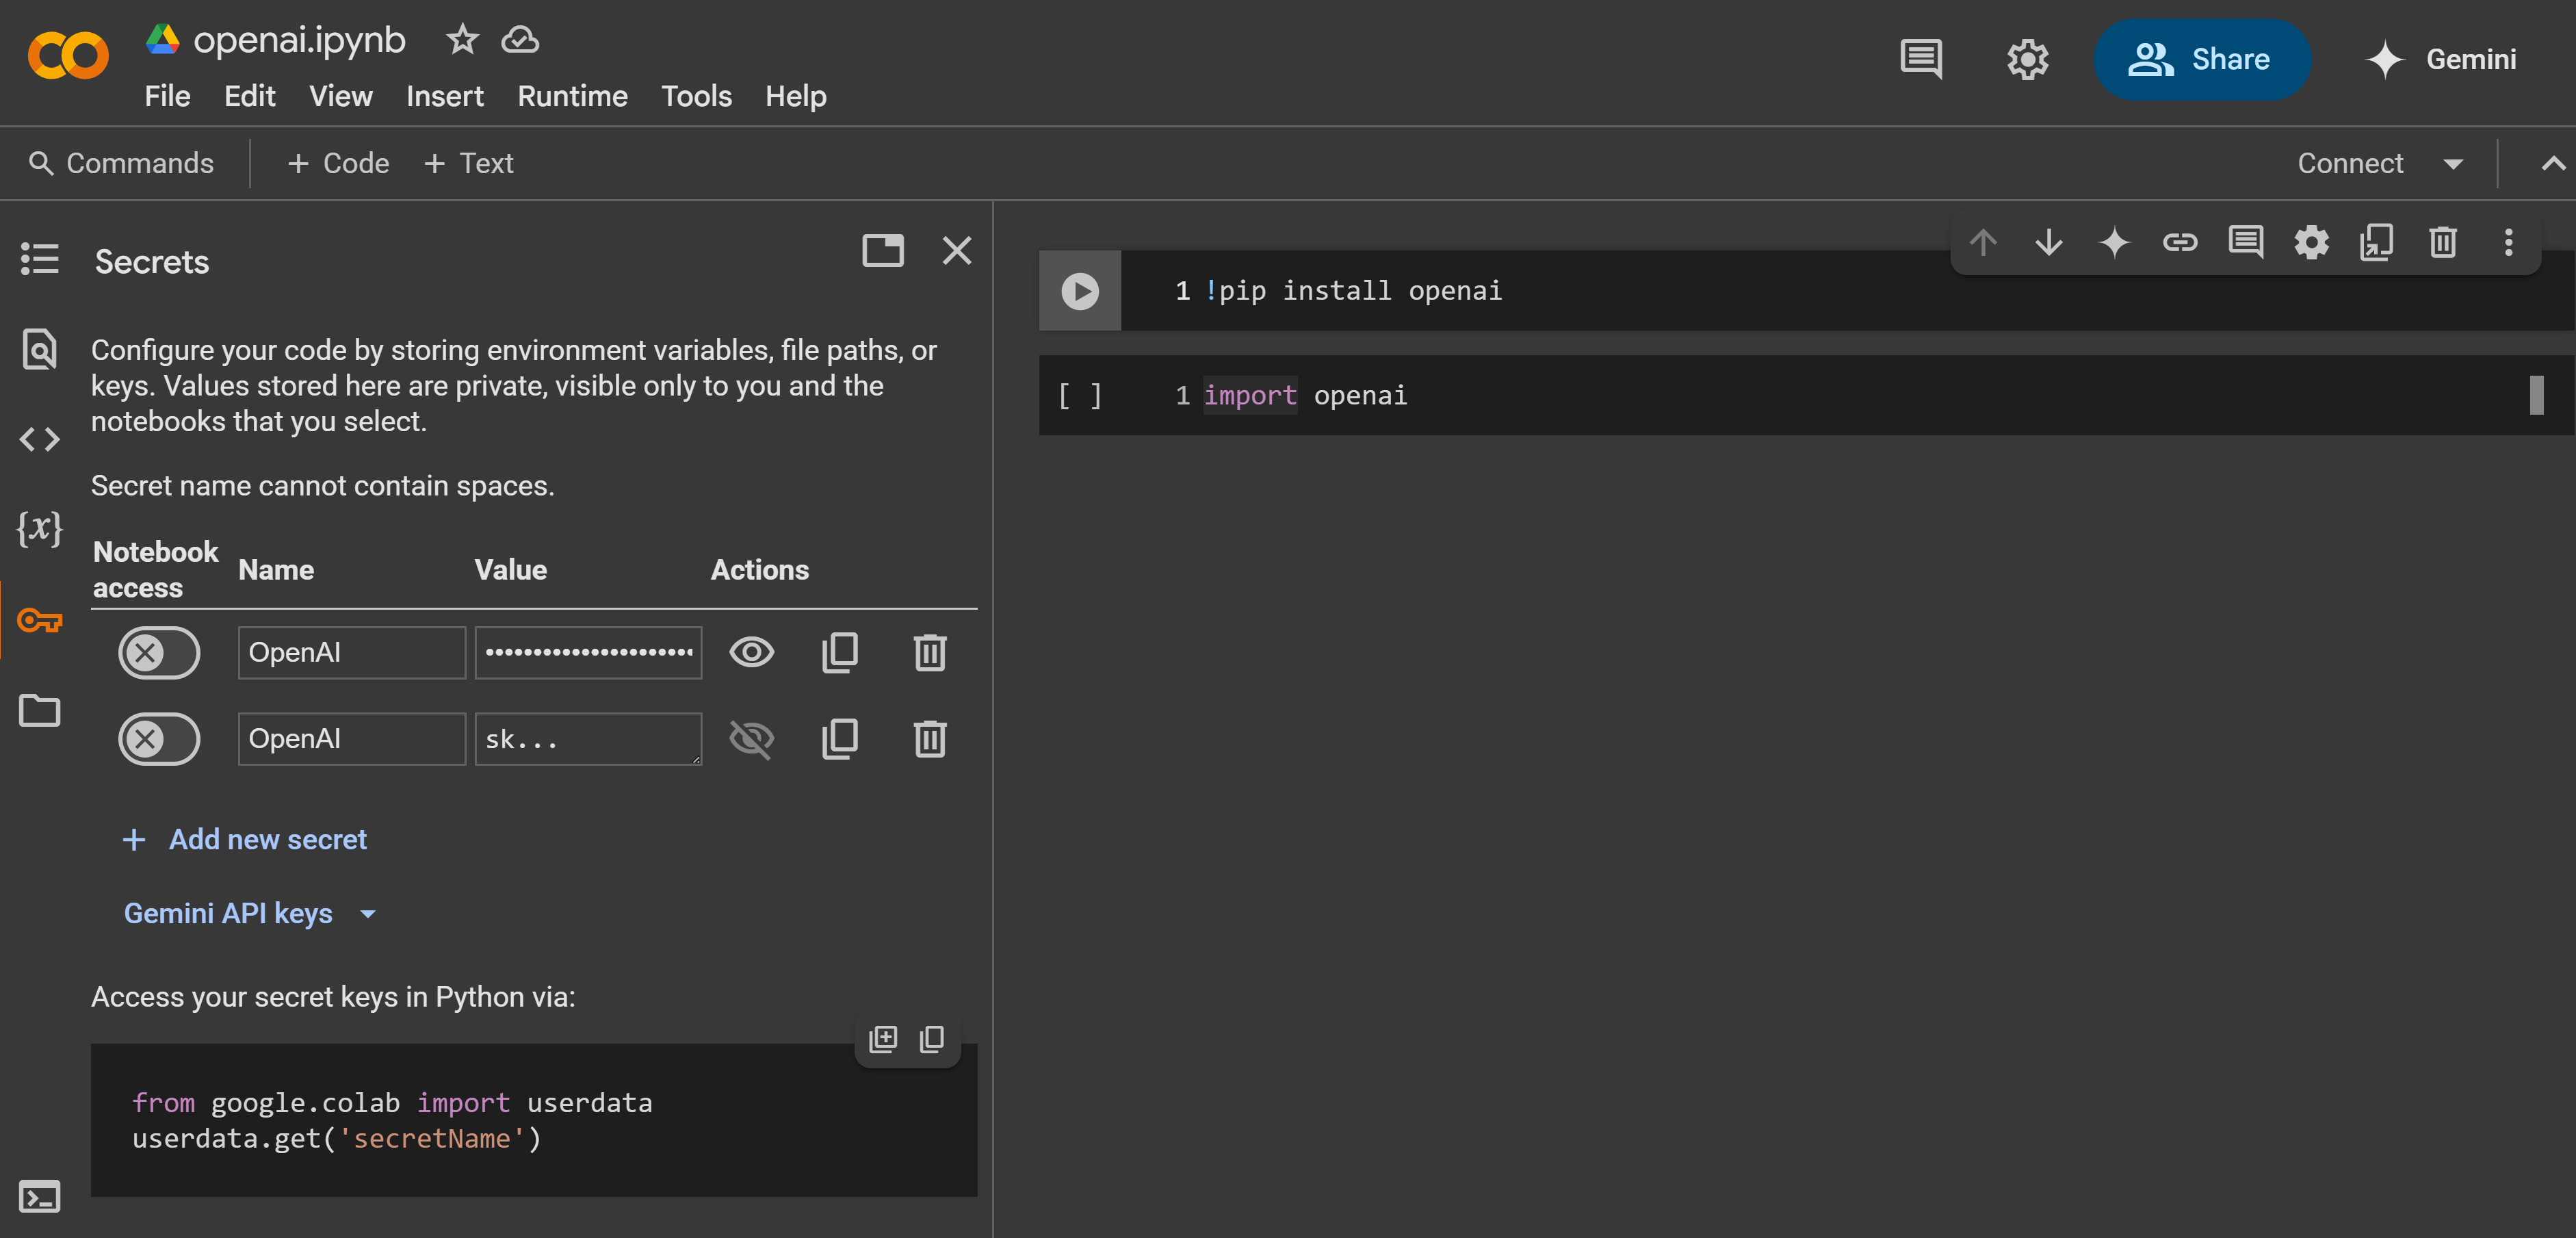 openai.ipynb
File Edit View Insert Runtime Tools Help
Share
Gemini
Commands + Code + Text
Connect
Secrets
Configure your code by storing environment variables, file paths, or
keys. Values stored here are private, visible only to you and the
notebooks that you select.
Secret name cannot contain spaces.
Notebook
access
Name Value Actions
OpenAI ••••••••••••••••••••••
OpenAI sk...
+ Add new secret
Gemini API keys
Access your secret keys in Python via:
from google.colab import userdata
userdata.get('secretName')
1 !pip install openai
[ ] 1 import openai